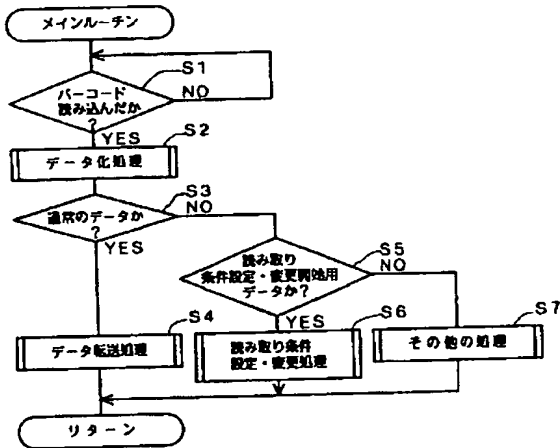 メインルーチン
S1
バーコード
読み込んだか
?
NO
YES
S2
データ化処理
S3
通常のデータか
?
NO
YES
S5
読み取り
条件設定・変更開始用
データか?
NO
YES
S4
データ転送処理
S6
読み取り条件
設定・変更処理
S7
その他の処理
リターン